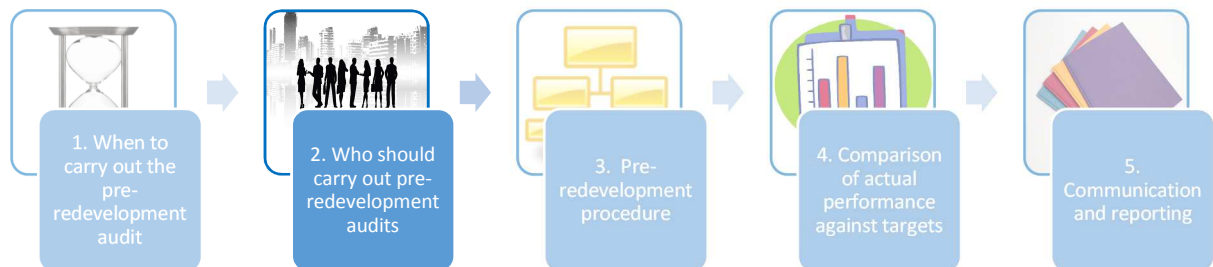 1. When to
carry out the
pre-
redevelopment
audit
2. Who should
carry out pre-
redevelopment
audits
3. Pre-
redevelopment
procedure
4. Comparison
of actual
performance
against targets
5.
Communication
and reporting